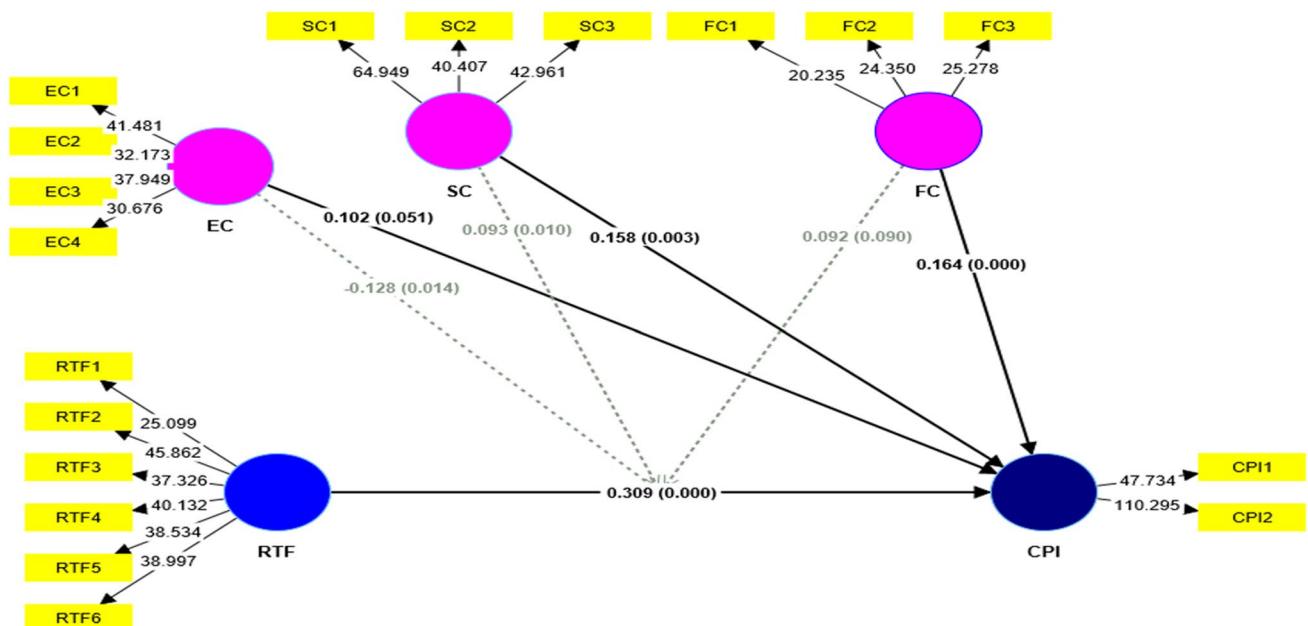 SC1
SC2
SC3
FC1
FC2
FC3
64.949
40.407
42.961
20.235
24.350
25.278
EC1
EC2
EC3
EC4
41.481
32.173
37.949
30.676
EC
SC
FC
0.102 (0.051)
0.093 (0.010)
0.158 (0.003)
0.092 (0.090)
0.164 (0.000)
-0.128 (0.014)
RTF1
RTF2
RTF3
RTF4
RTF5
RTF6
25.099
45.862
37.326
40.132
38.534
38.997
RTF
0.309 (0.000)
CPI
47.734
110.295
CPI1
CPI2